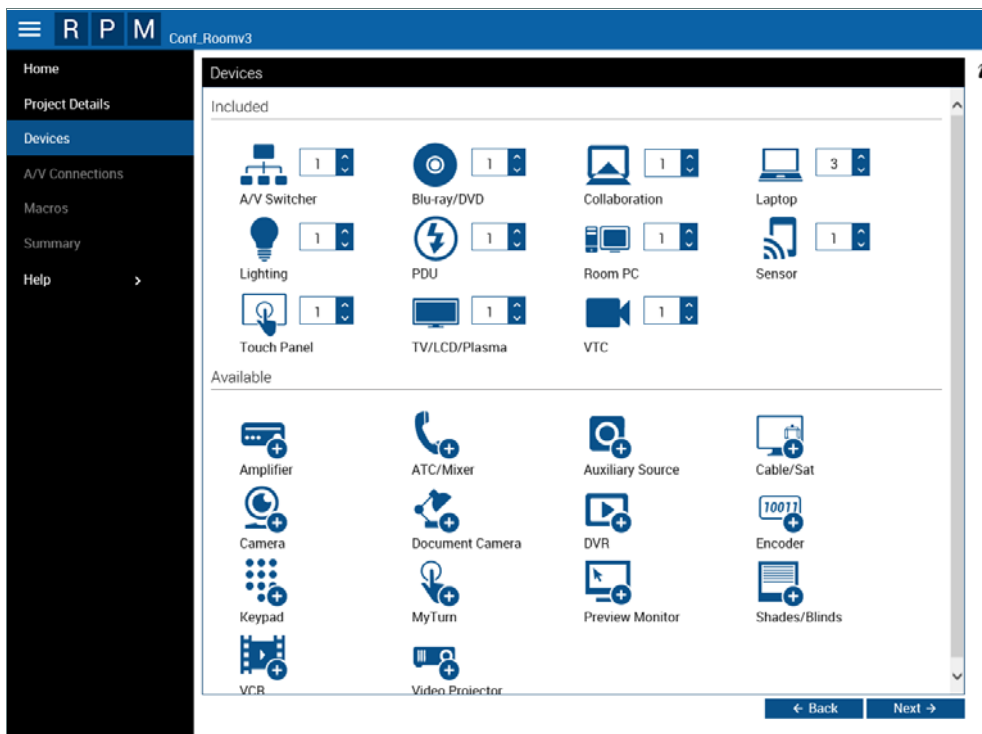 R P M Conf_Roomv3
Home
Project Details
Devices
A/V Connections
Macros
Summary
Help
Devices
Included
1 1 1 3
A/V Switcher Blu-ray/DVD Collaboration Laptop
1 1 1 1
Lighting PDU Room PC Sensor
1 1 1
Touch Panel TV/LCD/Plasma VTC
Available
Amplifier ATC/Mixer Auxiliary Source Cable/Sat
10011
Camera Document Camera DVR Encoder
Keypad MyTurn Preview Monitor Shades/Blinds
VCR Video Projector
← Back Next →